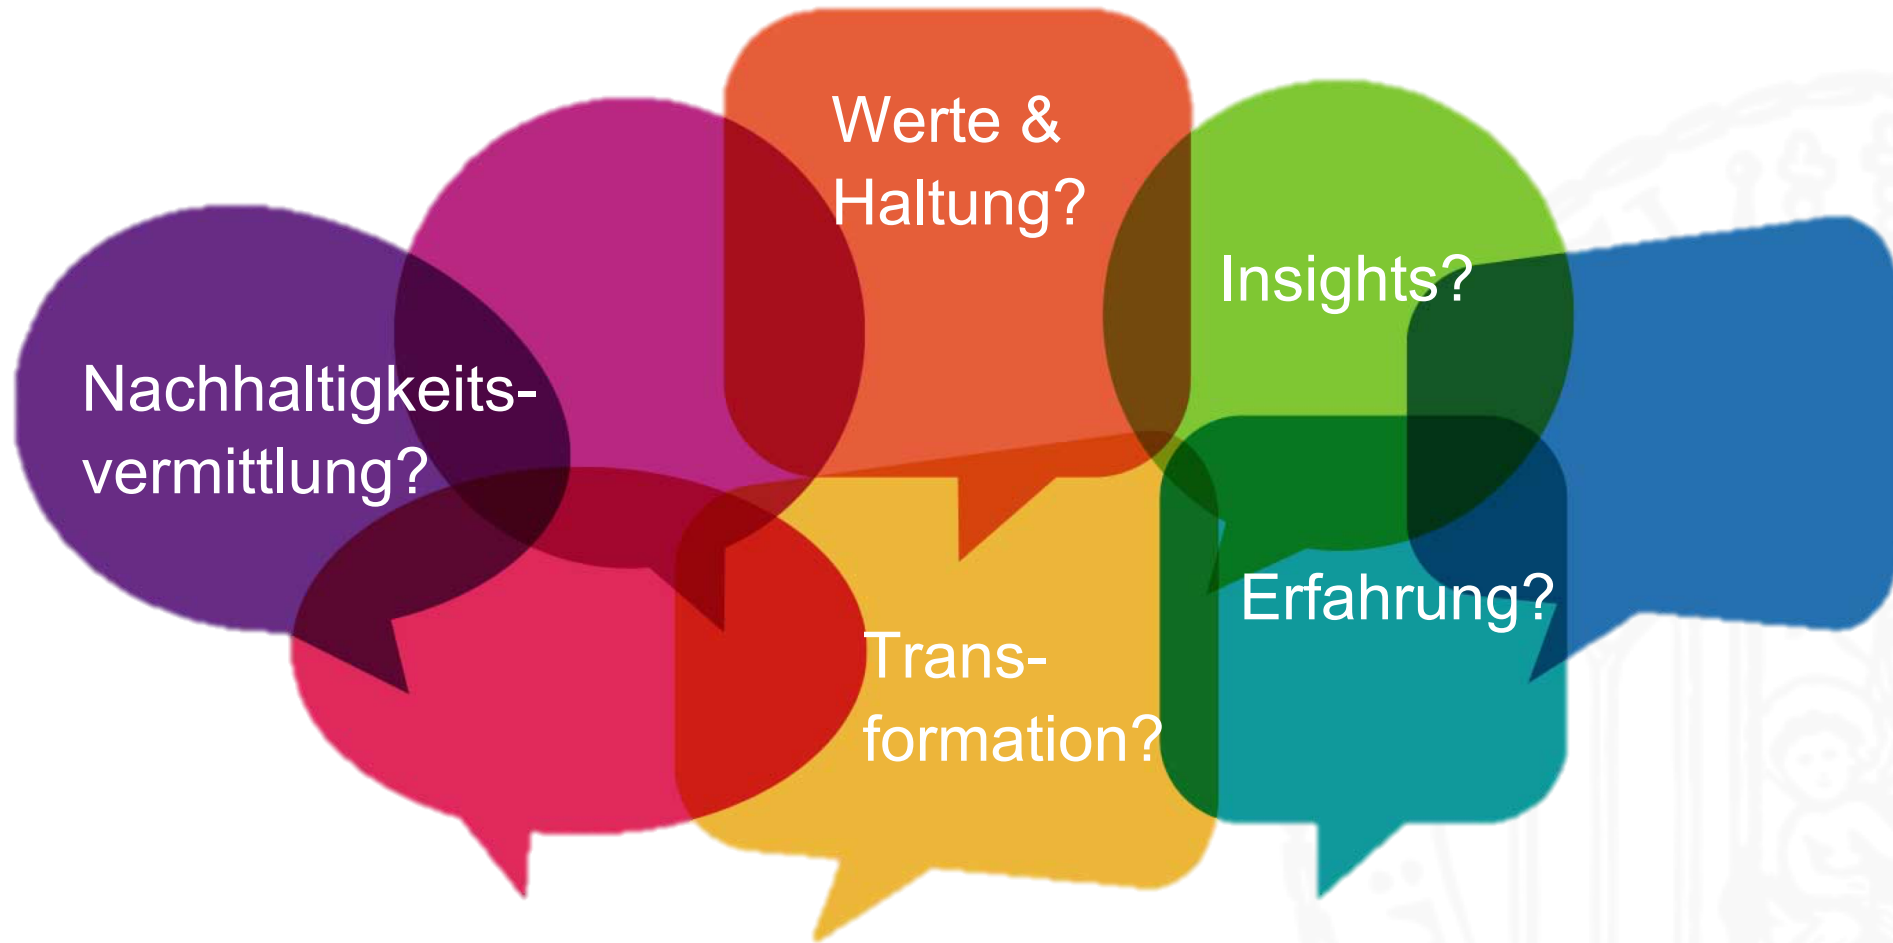 Werte &
Haltung?
Insights?
Nachhaltigkeits-
vermittlung?
Erfahrung?
Trans-
formation?